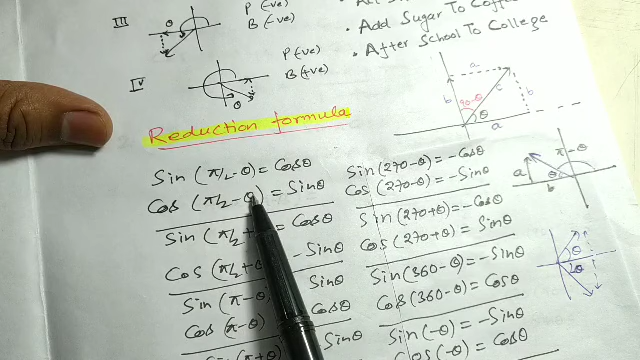 III θ P (-ve)
B (-ve)
• Add Sugar To Coffee
• After School To College
IV θ P (-ve)
B (+ve)
Reduction formula
a
b 90-θ c b
θ
a
Sin (π/2 - θ) = Cosθ
Cos (π/2 - θ) = Sinθ
Sin (π/2 + = Cosθ
Cos (π/2 + θ - Sinθ
Sin (π - θ) Sinθ
Cos (π - θ) Cosθ
Sin (π + θ) Sinθ
Sin (270 - θ) = - Cosθ
Cos (270 - θ) = - Sinθ
Sin (270 + θ) = - Cosθ
Cos (270 + θ) = Sinθ
Sin (360 - θ) = - Sinθ
Cos (360 - θ) = Cosθ
Sin (-θ) = - Sinθ
Cos (-θ) = Cosθ
π - θ
a θ
b
θ